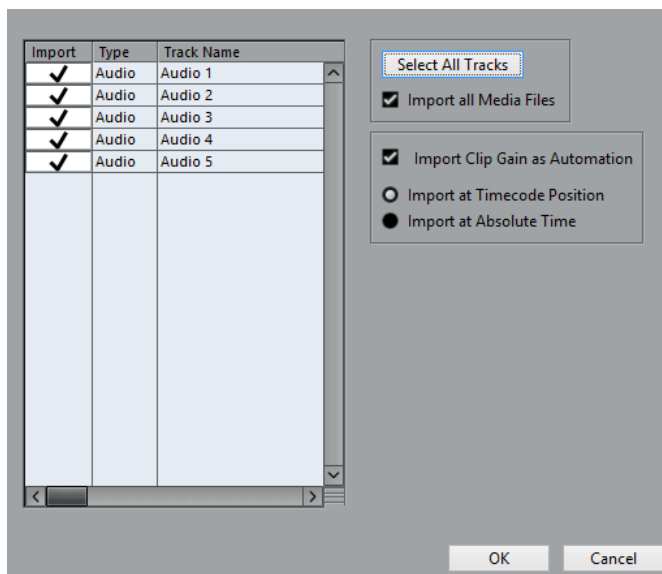 Import Type Track Name
Audio Audio 1
Audio Audio 2
Audio Audio 3
Audio Audio 4
Audio Audio 5
Select All Tracks
Import all Media Files
Import Clip Gain as Automation
Import at Timecode Position
Import at Absolute Time
OK Cancel